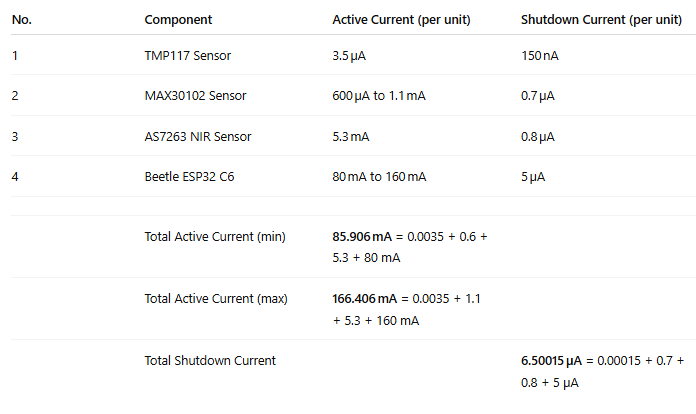 No. Component Active Current (per unit) Shutdown Current (per unit)
1 TMP117 Sensor 3.5 µA 150 nA
2 MAX30102 Sensor 600 µA to 1.1 mA 0.7 µA
3 AS7263 NIR Sensor 5.3 mA 0.8 µA
4 Beetle ESP32 C6 80 mA to 160 mA 5 µA
Total Active Current (min) 85.906 mA = 0.0035 + 0.6 +
5.3 + 80 mA
Total Active Current (max) 166.406 mA = 0.0035 + 1.1
+ 5.3 + 160 mA
Total Shutdown Current 6.50015 µA = 0.00015 + 0.7 +
0.8 + 5 µA